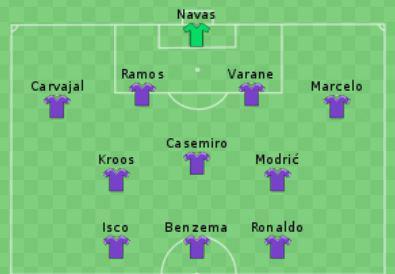 Navas
Ramos Varane
Carvajal Marcelo
Casemiro
Kroos Modrić
Isco Benzema Ronaldo